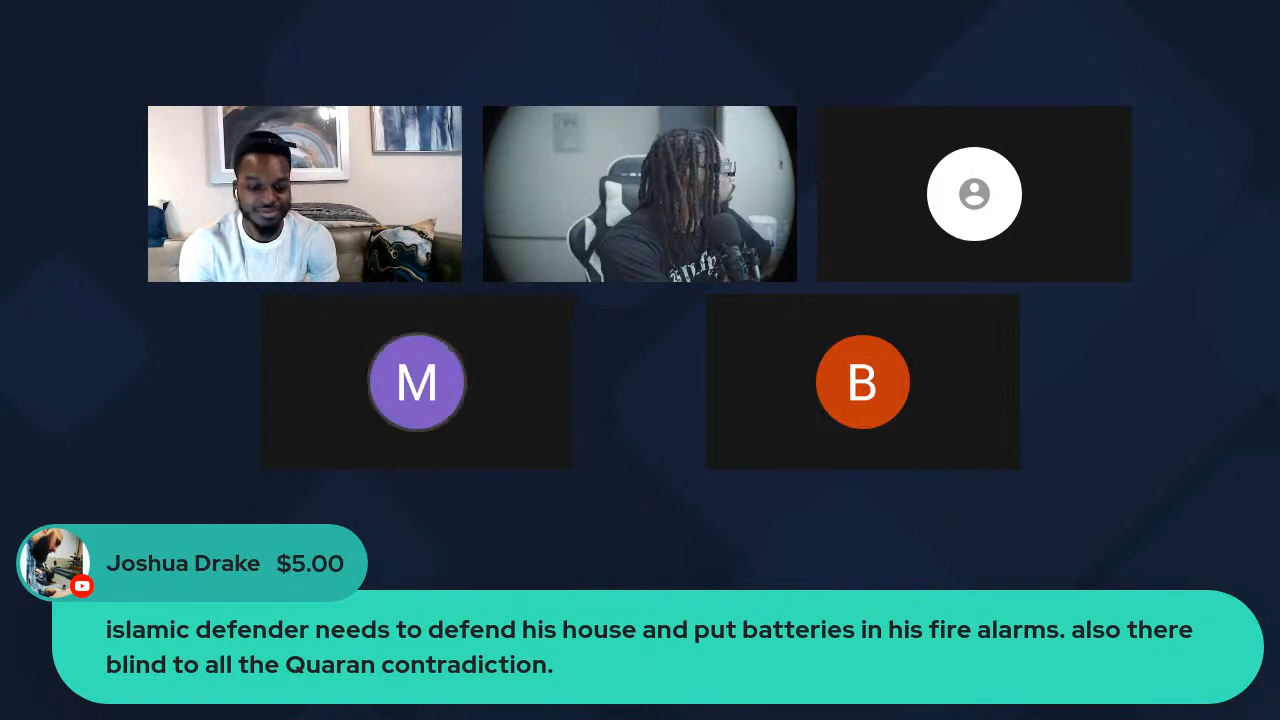 M
B
Joshua Drake $5.00
islamic defender needs to defend his house and put batteries in his fire alarms. also there
blind to all the Quaran contradiction.